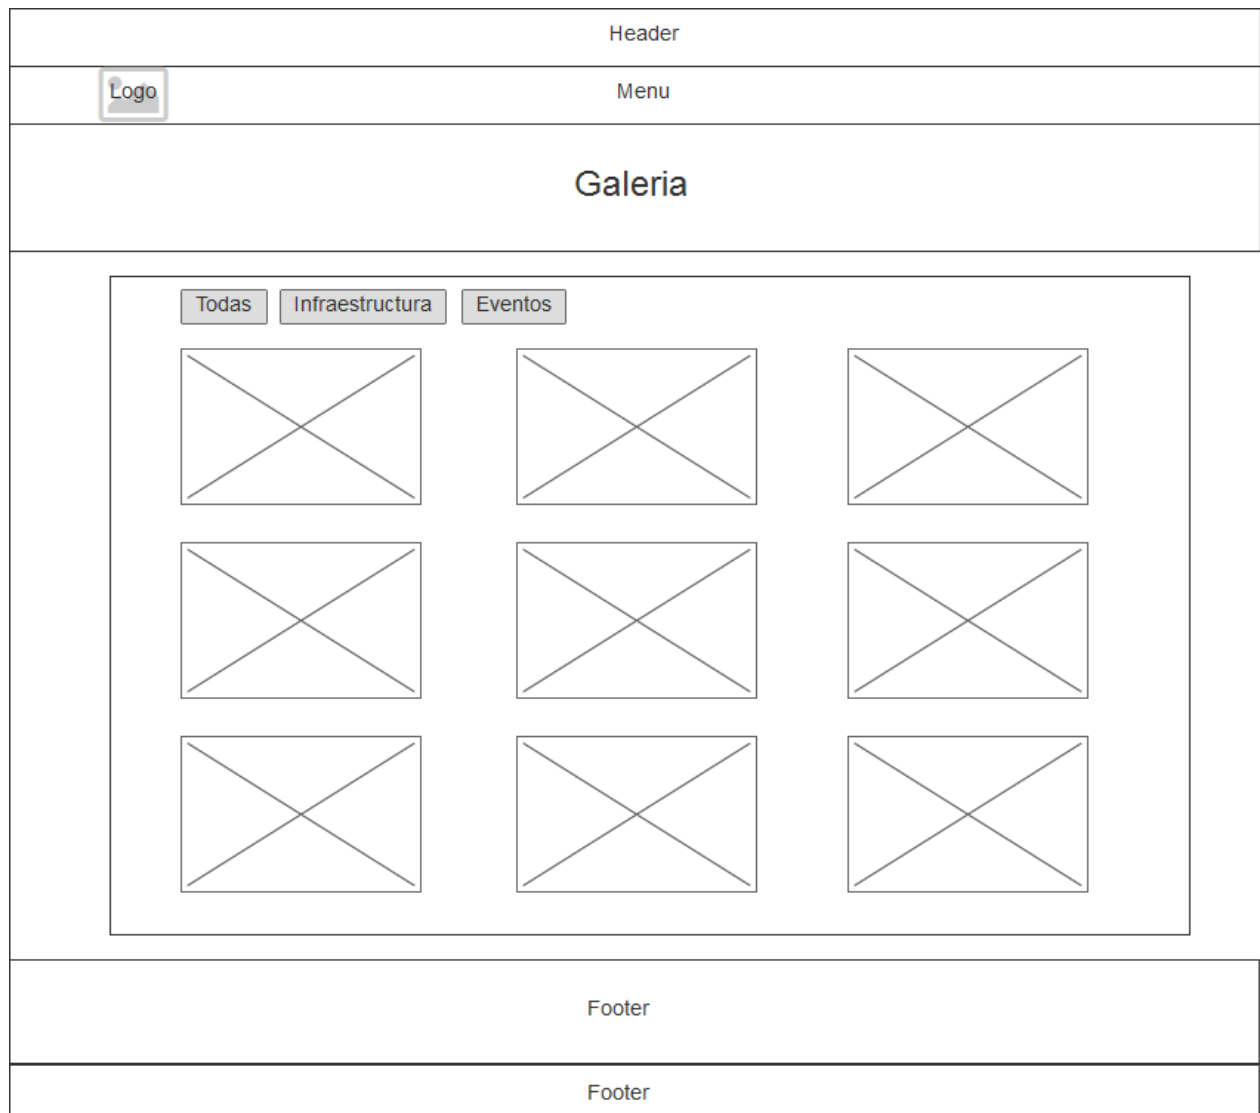 Header
Logo Menu
Galeria
Todas Infraestructura Eventos
Footer
Footer